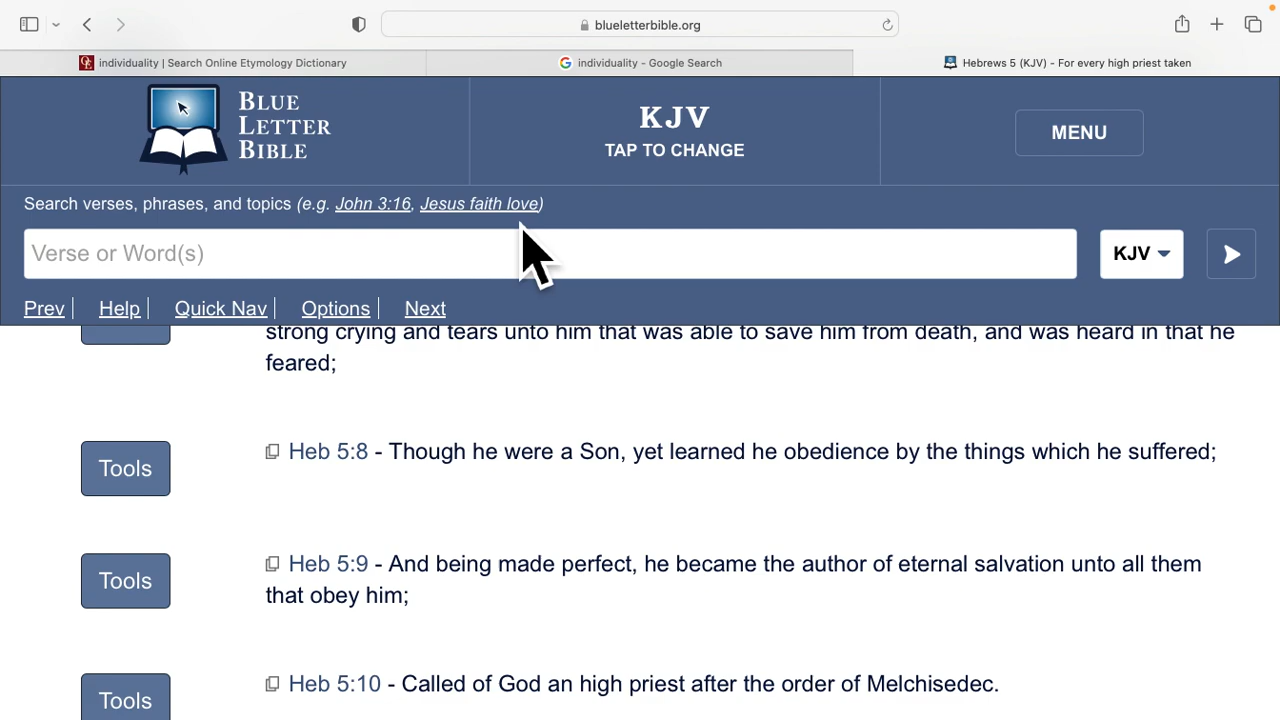 blueletterbible.org
individuality | Search Online Etymology Dictionary
individuality - Google Search
Hebrews 5 (KJV) - For every high priest taken
BLUE
LETTER
BIBLE
KJV
TAP TO CHANGE
MENU
Search verses, phrases, and topics (e.g. John 3:16, Jesus faith love)
Verse or Word(s)
KJV
Prev | Help | Quick Nav | Options | Next
strong crying and tears unto him that was able to save him from death, and was heard in that he
feared;
Tools
Heb 5:8 - Though he were a Son, yet learned he obedience by the things which he suffered;
Tools
Heb 5:9 - And being made perfect, he became the author of eternal salvation unto all them
that obey him;
Tools
Heb 5:10 - Called of God an high priest after the order of Melchisedec.